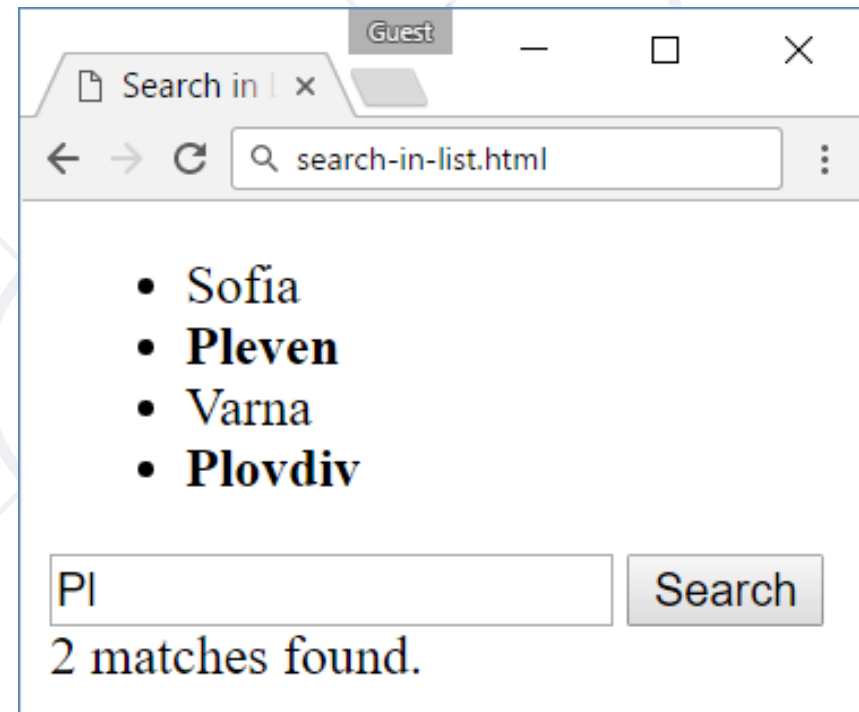 Guest
Search in
search-in-list.html
Sofia
Pleven
Varna
Plovdiv
Pl
Search
2 matches found.